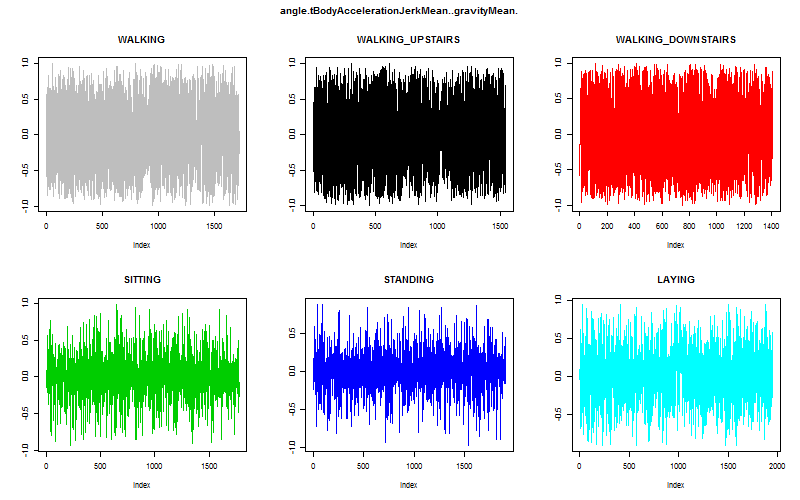 angle.tBodyAccelerationJerkMean..gravityMean.
WALKING
WALKING_UPSTAIRS
WALKING_DOWNSTAIRS
1.0
0.5
0.0
-0.5
-1.0
0 500 1000 1500
Index
1.0
0.5
0.0
-0.5
-1.0
0 500 1000 1500
Index
1.0
0.5
0.0
-0.5
-1.0
0 200 400 600 800 1000 1200 1400
Index
SITTING
STANDING
LAYING
1.0
0.5
0.0
-0.5
-1.0
0 500 1000 1500
Index
0.5
0.0
-0.5
-1.0
0 500 1000 1500
Index
1.0
0.5
0.0
-0.5
0 500 1000 1500 2000
Index